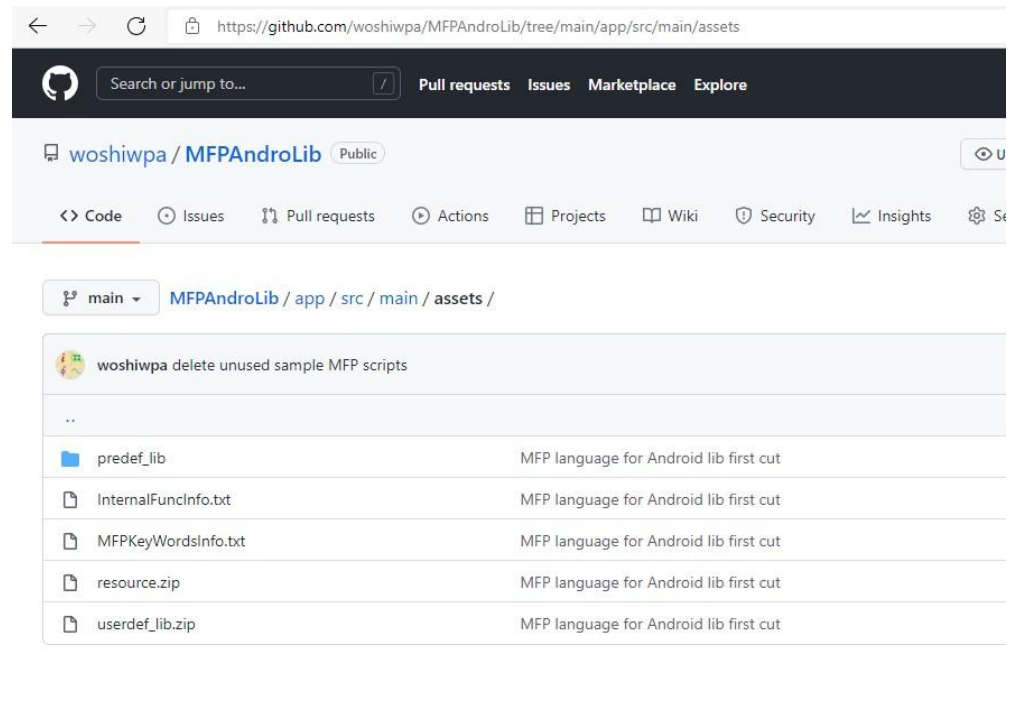 https://github.com/woshiwpa/MFPAndroLib/tree/main/app/src/main/assets
Search or jump to... / Pull requests Issues Marketplace Explore
woshiwpa / MFPAndroLib Public U
<> Code Issues Pull requests Actions Projects Wiki Security Insights Se
main MFPAndroLib / app / src / main / assets /
woshiwpa delete unused sample MFP scripts
..
predef_lib MFP language for Android lib first cut
InternalFuncInfo.txt MFP language for Android lib first cut
MFPKeyWordsInfo.txt MFP language for Android lib first cut
resource.zip MFP language for Android lib first cut
userdef_lib.zip MFP language for Android lib first cut